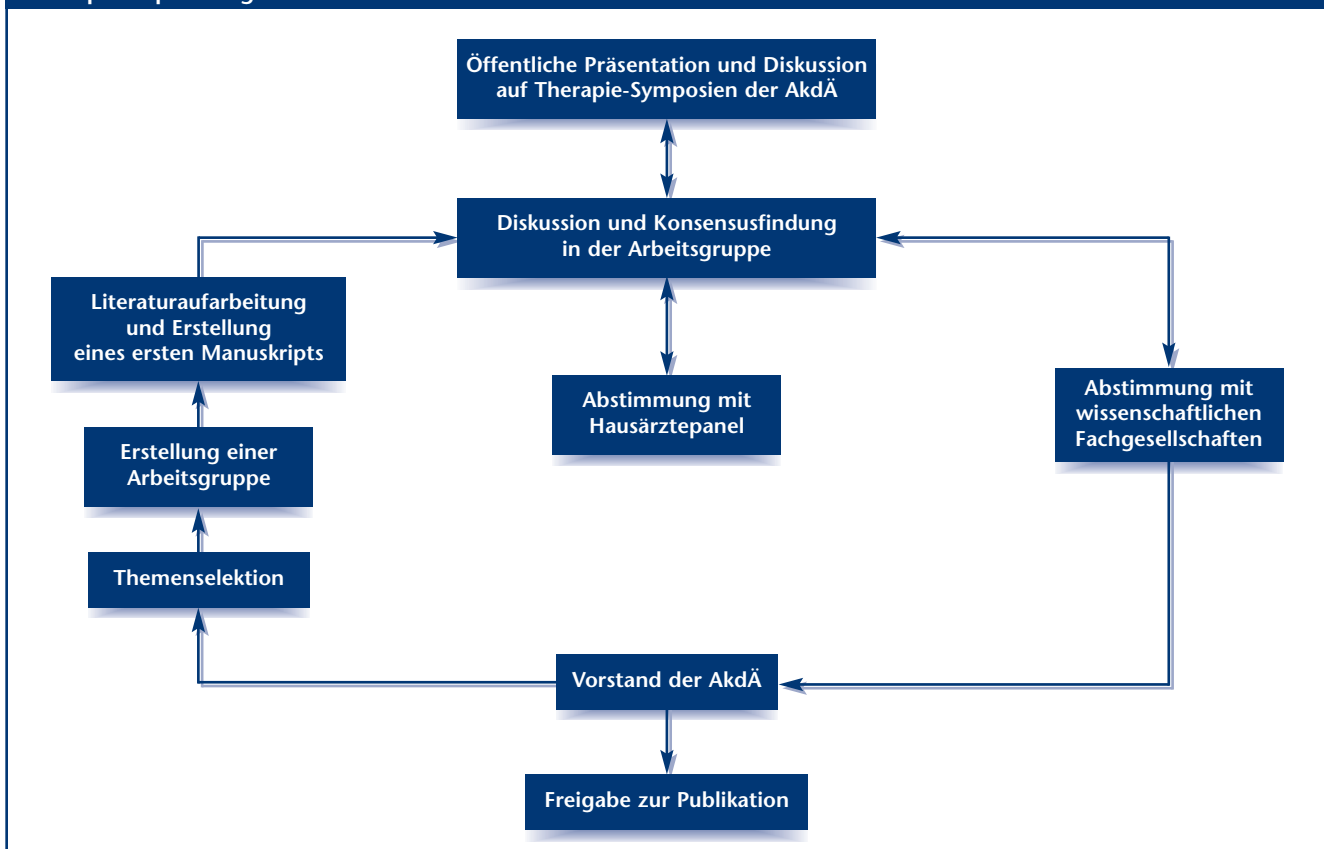 Öffentliche Präsentation und Diskussion
auf Therapie-Symposien der AkdÄ
Diskussion und Konsensusfindung
in der Arbeitsgruppe
Literaturaufarbeitung
und Erstellung
eines ersten Manuskripts
Abstimmung mit
Hausärztepanel
Abstimmung mit
wissenschaftlichen
Fachgesellschaften
Erstellung einer
Arbeitsgruppe
Themenselektion
Vorstand der AkdÄ
Freigabe zur Publikation